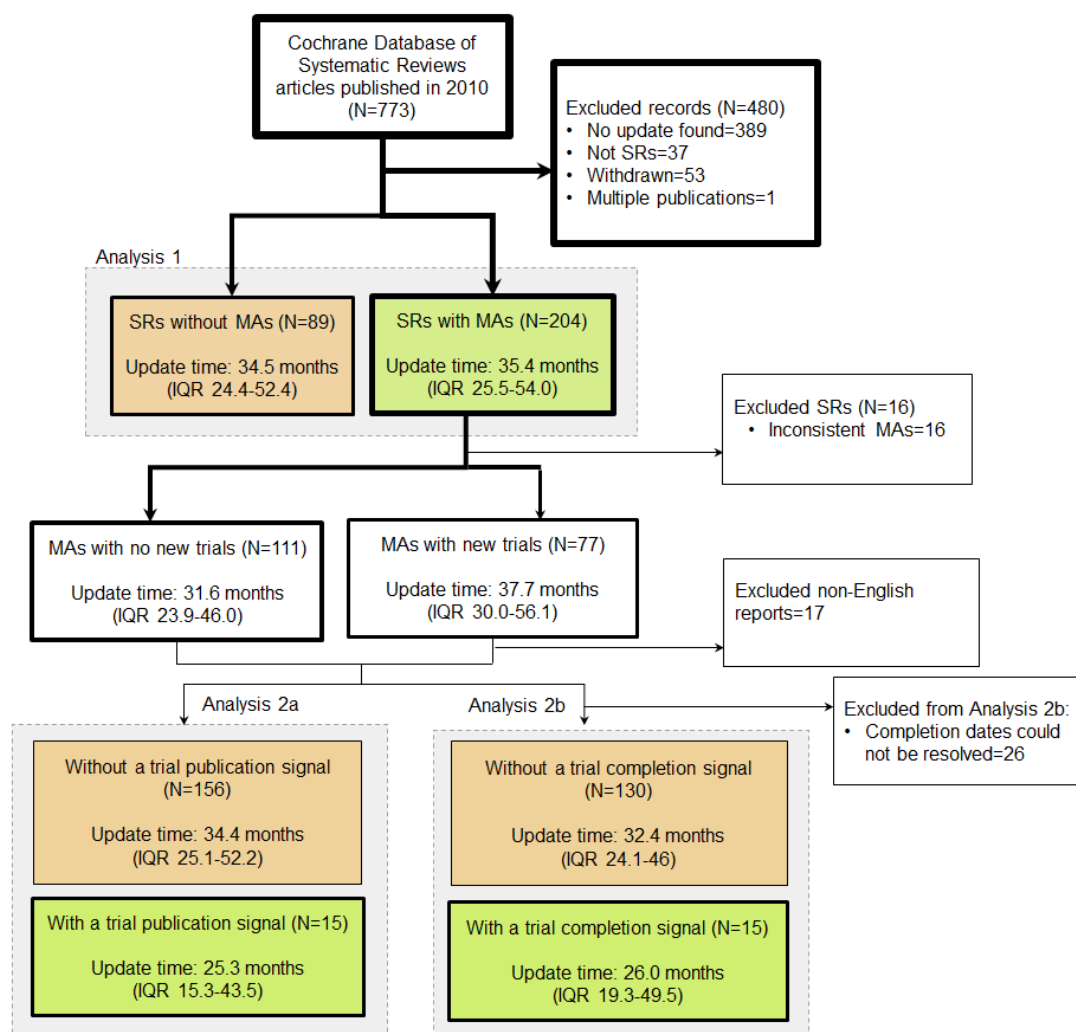 Cochrane Database of
Systematic Reviews
articles published in 2010
(N=773)
Excluded records (N=480)
• No update found=389
• Not SRs=37
• Withdrawn=53
• Multiple publications=1
Analysis 1
SRs without MAs (N=89)
Update time: 34.5 months
(IQR 24.4-52.4)
SRs with MAs (N=204)
Update time: 35.4 months
(IQR 25.5-54.0)
Excluded SRs (N=16)
• Inconsistent MAs=16
MAs with no new trials (N=111)
Update time: 31.6 months
(IQR 23.9-46.0)
MAs with new trials (N=77)
Update time: 37.7 months
(IQR 30.0-56.1)
Excluded non-English
reports=17
Analysis 2a
Analysis 2b
Excluded from Analysis 2b:
• Completion dates could
not be resolved=26
Without a trial publication signal
(N=156)
Update time: 34.4 months
(IQR 25.1-52.2)
Without a trial completion signal
(N=130)
Update time: 32.4 months
(IQR 24.1-46)
With a trial publication signal (N=15)
Update time: 25.3 months
(IQR 15.3-43.5)
With a trial completion signal (N=15)
Update time: 26.0 months
(IQR 19.3-49.5)